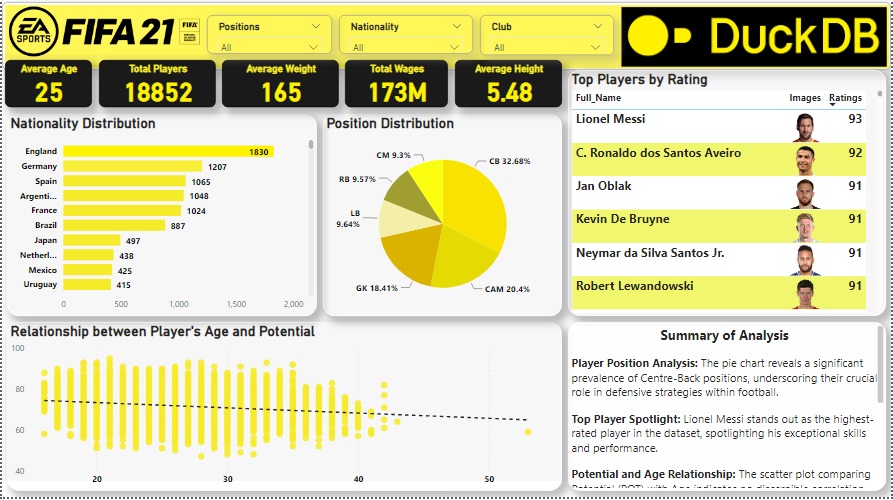 EA SPORTS
FIFA 21
FIFA
Positions
All
Nationality
All
Club
All
DuckDB
Average Age
25
Total Players
18852
Average Weight
165
Total Wages
173M
Average Height
5.48
Nationality Distribution
England 1830
Germany 1207
Spain 1065
Argenti... 1048
France 1024
Brazil 887
Japan 497
Netherl... 438
Mexico 425
Uruguay 415
0 500 1,000 1,500 2,000
Position Distribution
CM 9.3%
CB 32.68%
RB 9.57%
LB
9.64%
GK 18.41%
CAM 20.4%
Top Players by Rating
Full_Name Images Ratings
Lionel Messi 93
C. Ronaldo dos Santos Aveiro 92
Jan Oblak 91
Kevin De Bruyne 91
Neymar da Silva Santos Jr. 91
Robert Lewandowski 91
Relationship between Player's Age and Potential
100
80
60
40
20 30 40 50
Summary of Analysis
Player Position Analysis: The pie chart reveals a significant
prevalence of Centre-Back positions, underscoring their crucial
role in defensive strategies within football.
Top Player Spotlight: Lionel Messi stands out as the highest-
rated player in the dataset, spotlighting his exceptional skills
and performance.
Potential and Age Relationship: The scatter plot comparing
Potential (POT) with Age indicates no discernible correlation